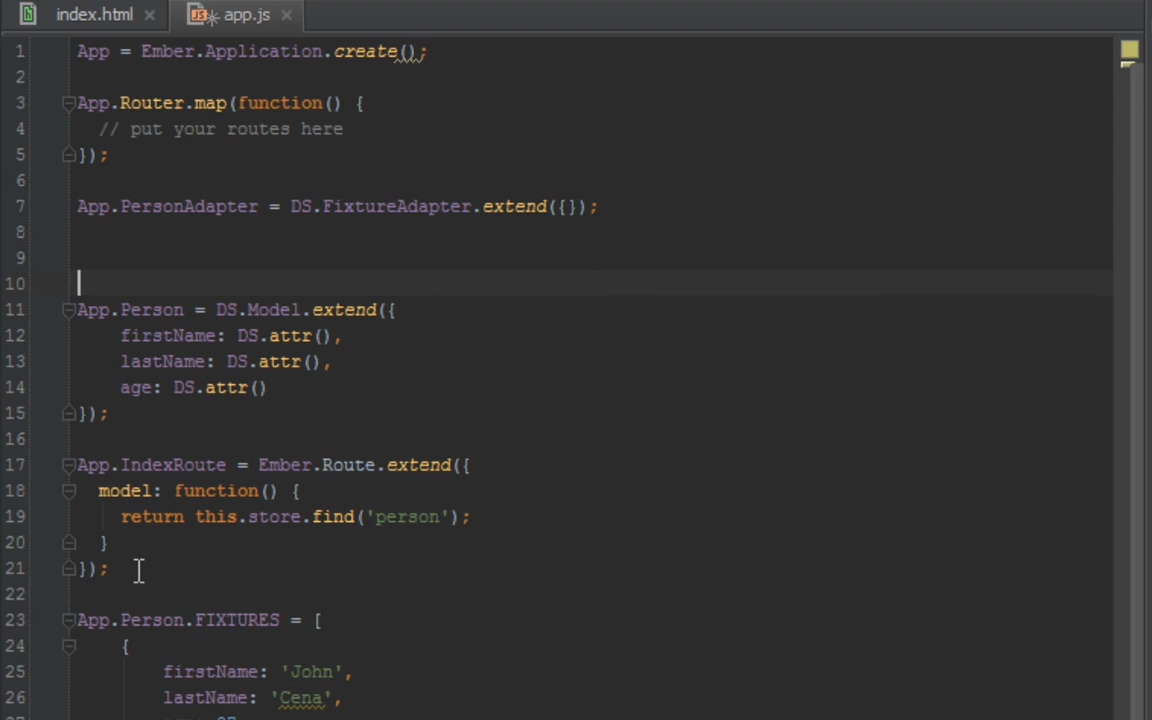 index.html app.js
1 App = Ember.Application.create();
2
3 App.Router.map(function() {
4 // put your routes here
5 });
6
7 App.PersonAdapter = DS.FixtureAdapter.extend({});
8
9
10
11 App.Person = DS.Model.extend({
12 firstName: DS.attr(),
13 lastName: DS.attr(),
14 age: DS.attr()
15 });
16
17 App.IndexRoute = Ember.Route.extend({
18 model: function() {
19 return this.store.find('person');
20 }
21 });
22
23 App.Person.FIXTURES = [
24 {
25 firstName: 'John',
26 lastName: 'Cena',